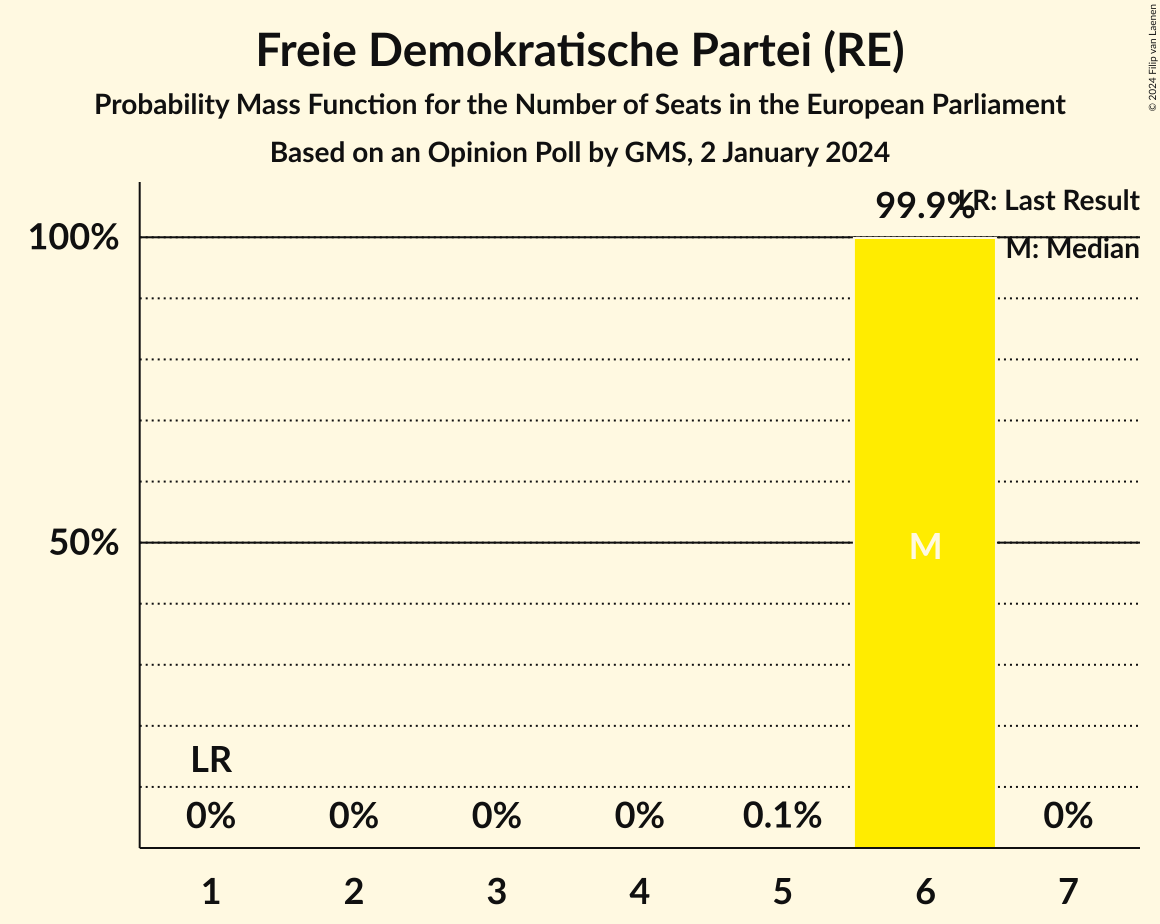 Freie Demokratische Partei (RE)
Probability Mass Function for the Number of Seats in the European Parliament
Based on an Opinion Poll by GMS, 2 January 2024
© 2024 Filip van Laenen
99.9%
LR: Last Result
M: Median
100%
50%
M
LR
0%
0%
0%
0%
0.1%
0%
1
2
3
4
5
6
7